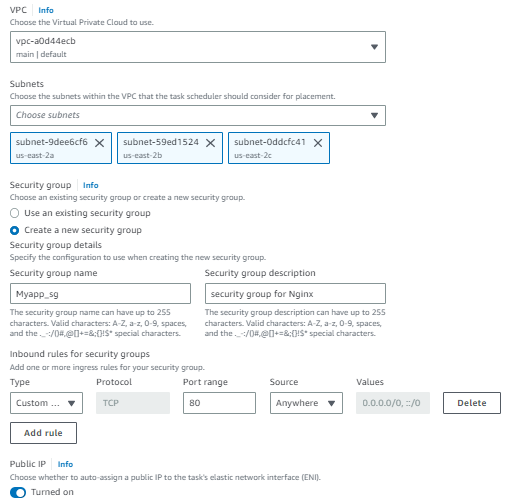 VPC Info
Choose the Virtual Private Cloud to use.
vpc-a0d44ecb
main | default
Subnets
Choose the subnets within the VPC that the task scheduler should consider for placement.
Choose subnets
subnet-9dee6cf6 subnet-59ed1524 subnet-0ddcfc41
us-east-2a us-east-2b us-east-2c
Security group Info
Choose an existing security group or create a new security group.
Use an existing security group
Create a new security group
Security group details
Specify the configuration to use when creating the new security group.
Security group name Security group description
Myapp_sg security group for Nginx
The security group name can have up to 255 The security group description can have up to 255
characters. Valid characters: A-Z, a-z, 0-9, spaces, characters. Valid characters: A-Z, a-z, 0-9, spaces,
and the ._-:/()#,@[]+=&;{}!$* special characters. and the ._-:/()#,@[]+=&;{}!$* special characters.
Inbound rules for security groups
Add one or more ingress rules for your security group.
Type Protocol Port range Source Values
Custom ... TCP 80 Anywhere 0.0.0.0/0, ::/0 Delete
Add rule
Public IP Info
Choose whether to auto-assign a public IP to the task's elastic network interface (ENI).
Turned on